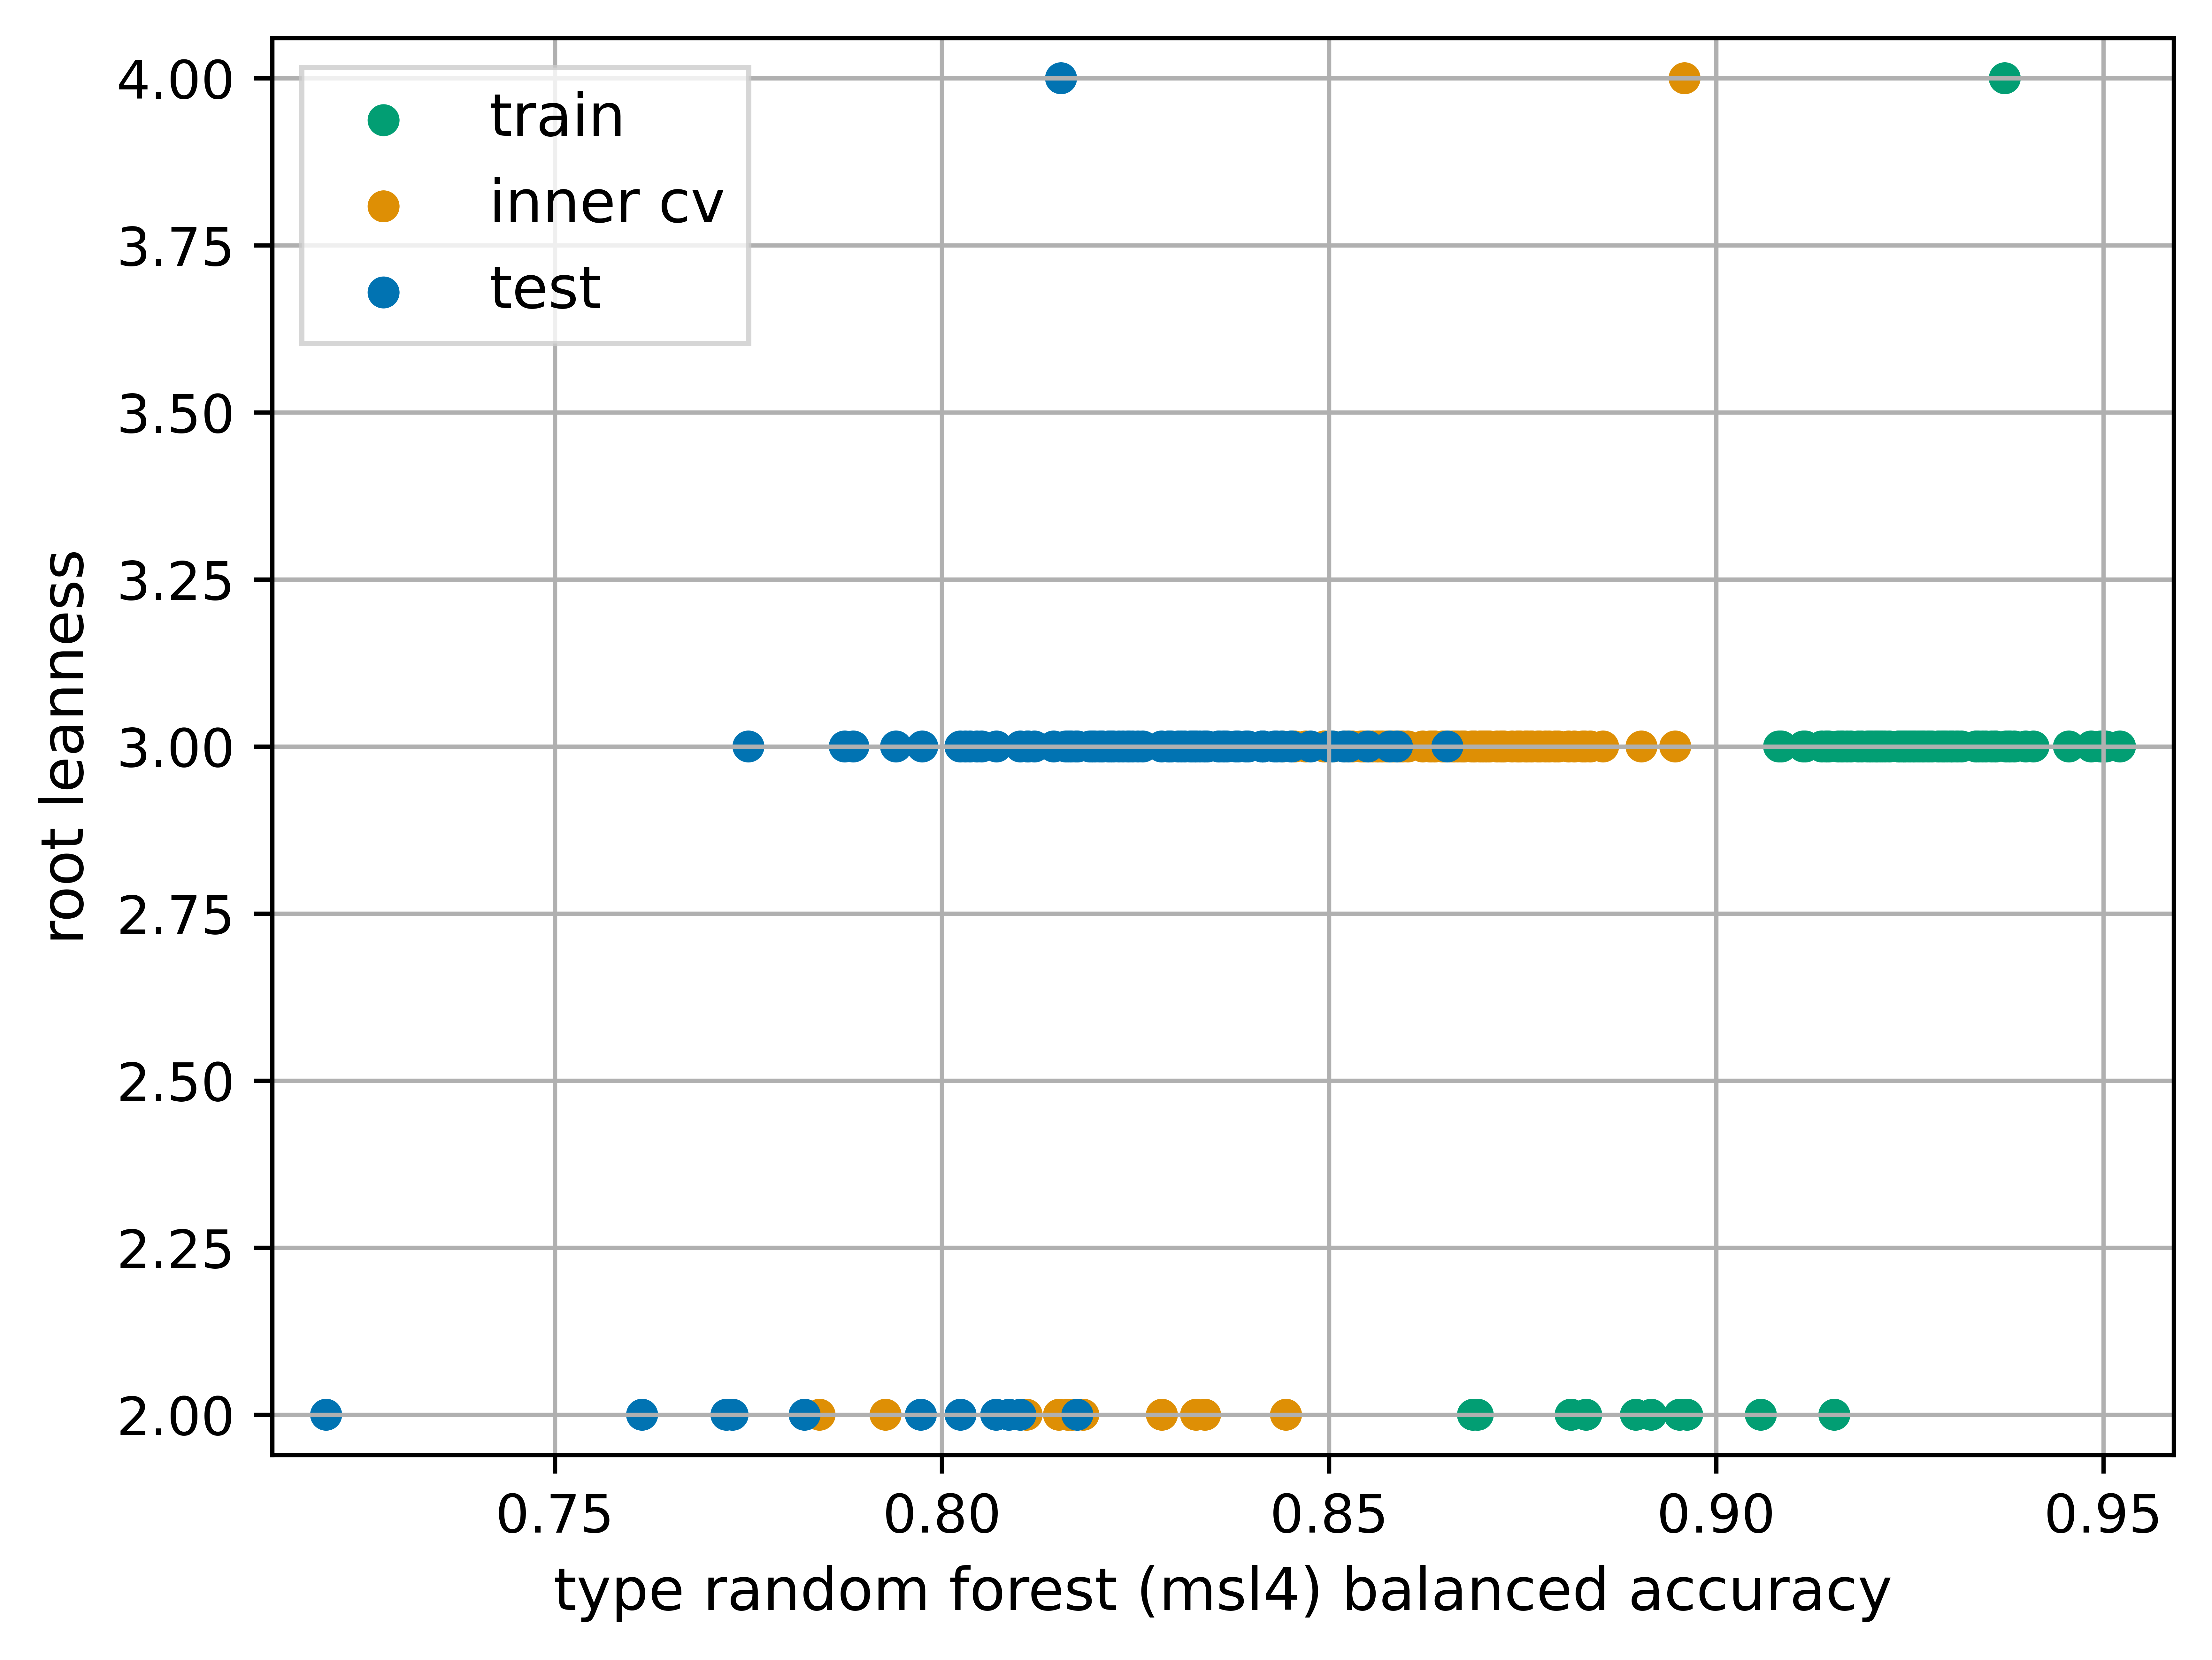 4.00
3.75
3.50
3.25
3.00
2.75
2.50
2.25
2.00
root leanness
train
inner cv
test
0.75 0.80 0.85 0.90 0.95
type random forest (msl4) balanced accuracy